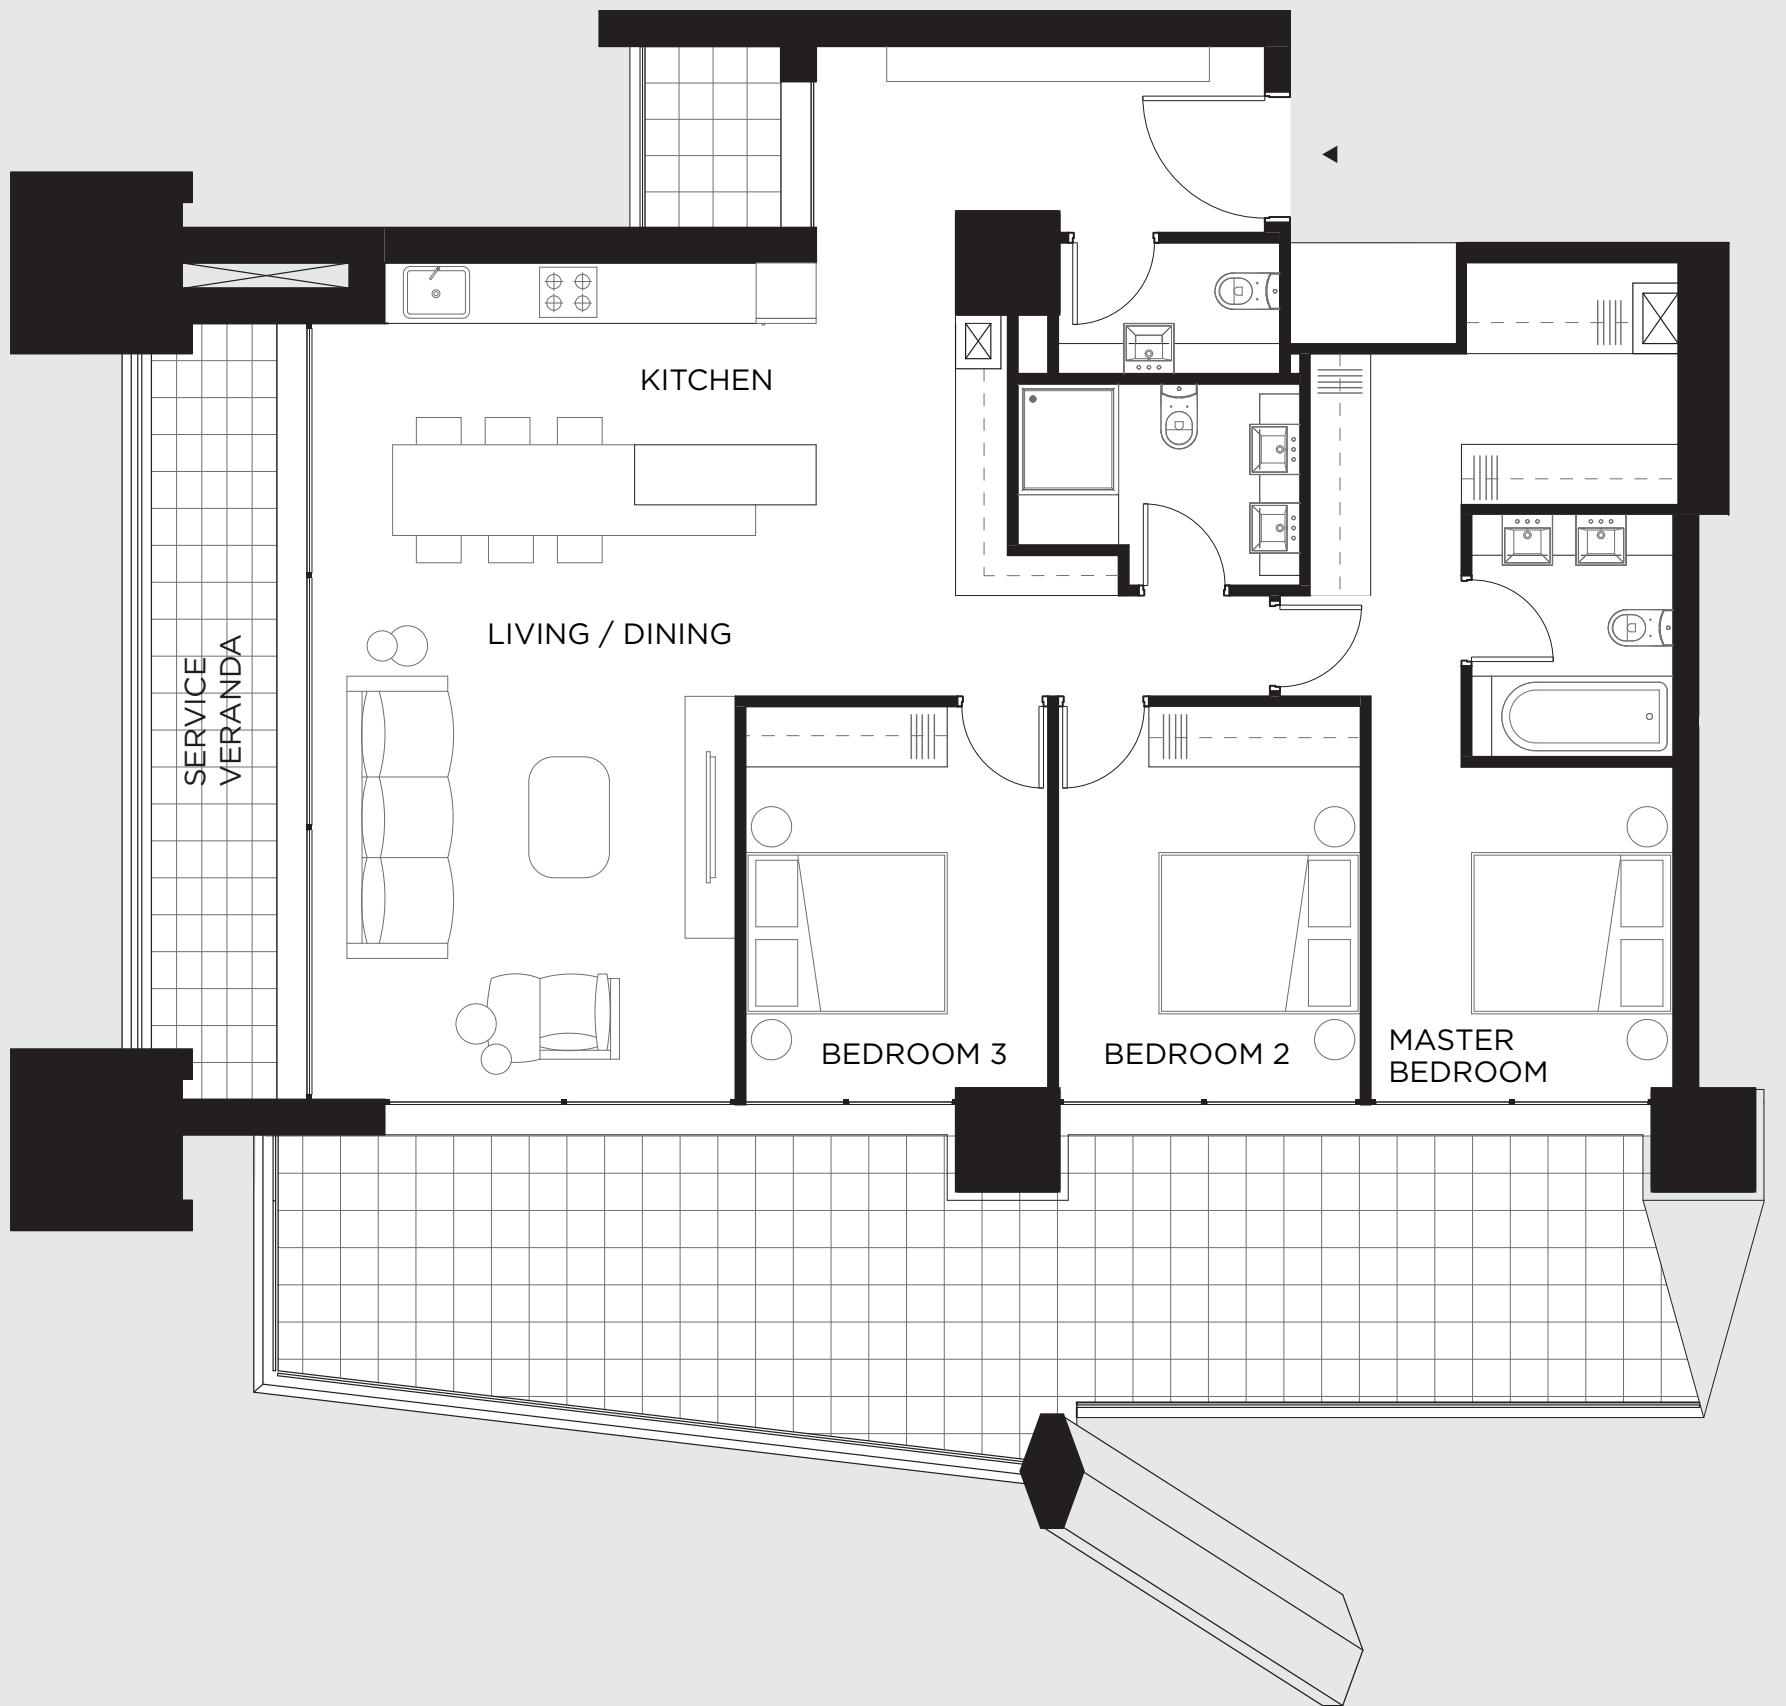 KITCHEN
LIVING / DINING
SERVICE
VERANDA
BEDROOM 3
BEDROOM 2
MASTER
BEDROOM